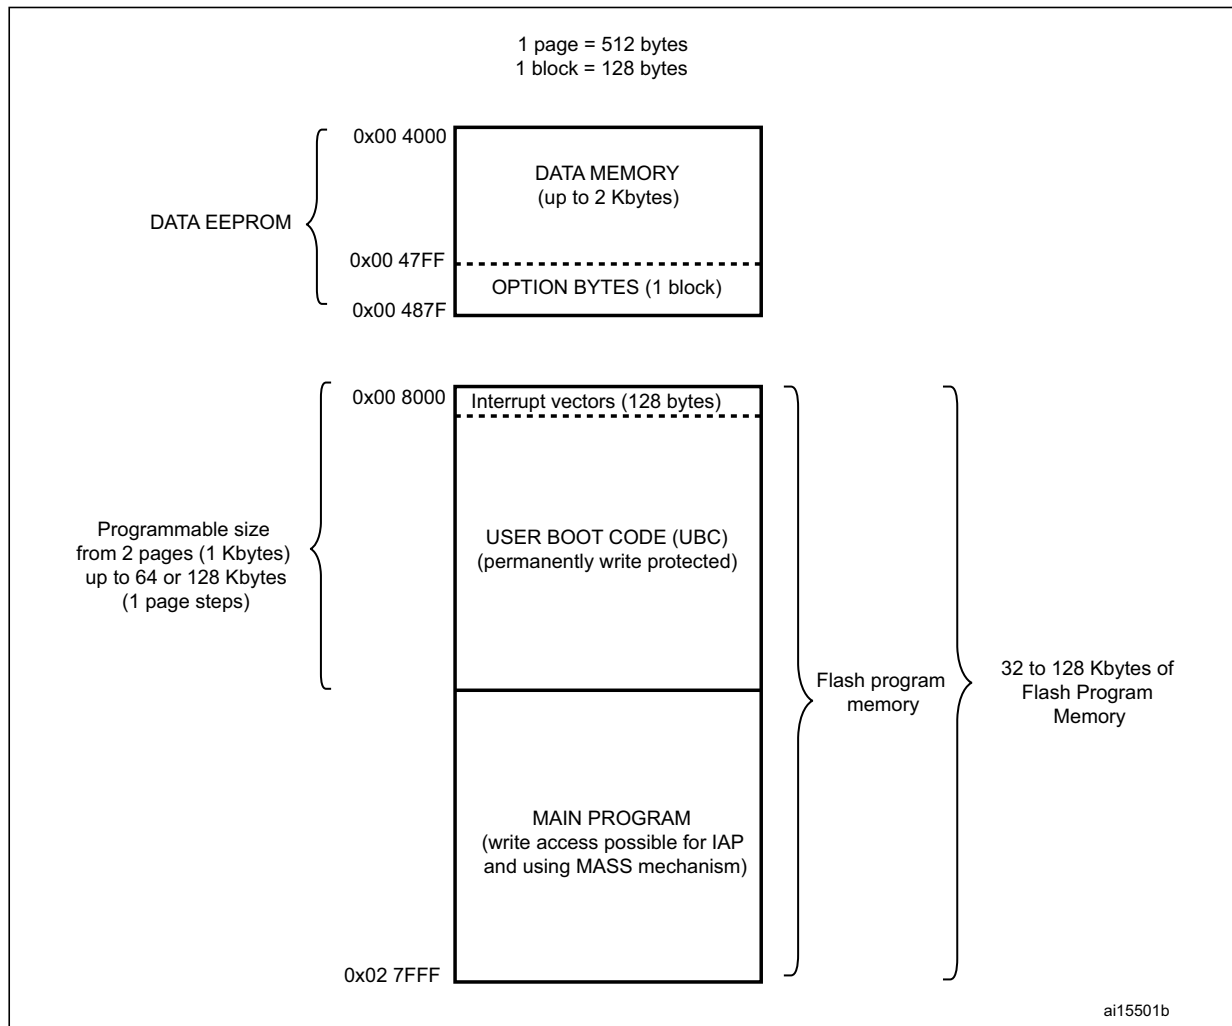 1 page = 512 bytes
1 block = 128 bytes
0x00 4000
DATA MEMORY
(up to 2 Kbytes)
DATA EEPROM
0x00 47FF
OPTION BYTES (1 block)
0x00 487F
0x00 8000
Interrupt vectors (128 bytes)
Programmable size
from 2 pages (1 Kbytes)
up to 64 or 128 Kbytes
(1 page steps)
USER BOOT CODE (UBC)
(permanently write protected)
Flash program
memory
32 to 128 Kbytes of
Flash Program
Memory
MAIN PROGRAM
(write access possible for IAP
and using MASS mechanism)
0x02 7FFF
ai15501b